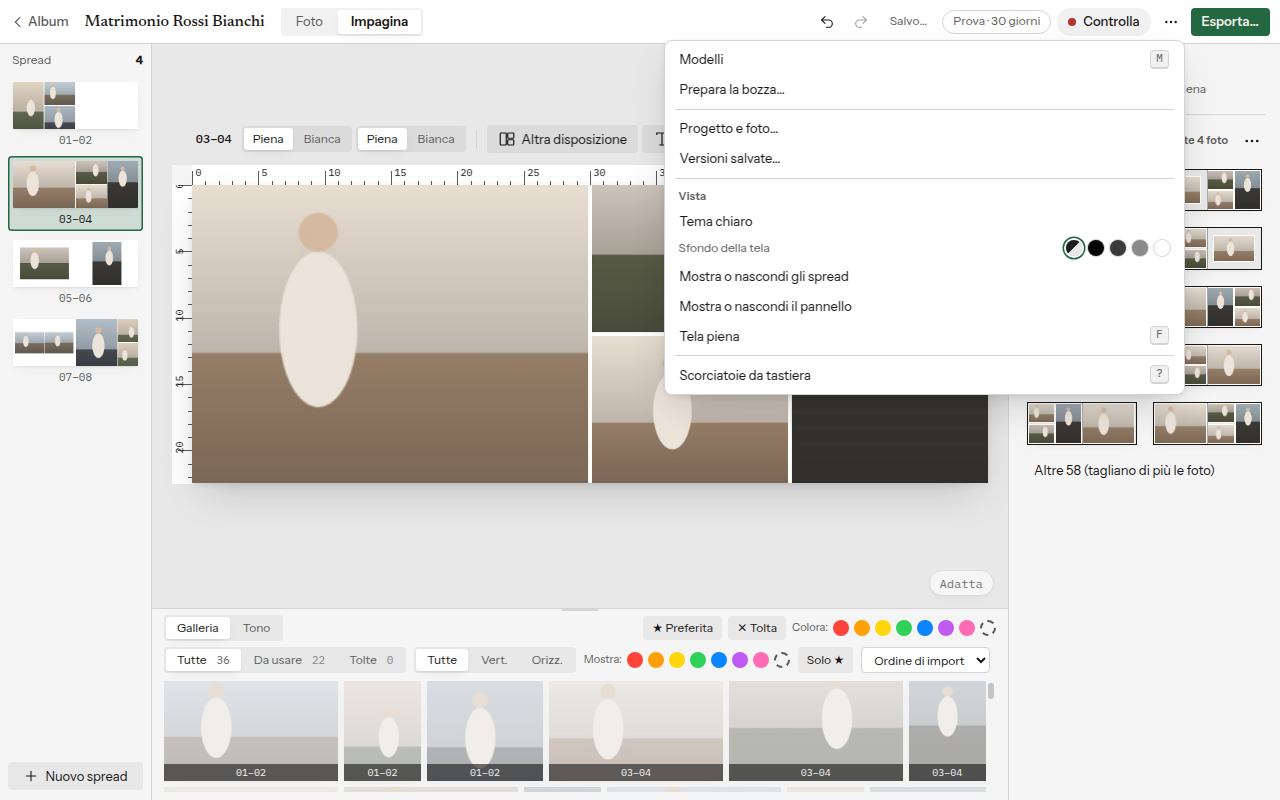 Album
Matrimonio Rossi Bianchi
Foto
Impagina
Salvo…
Prova·30 giorni
Controlla
Esporta…
Spread
4
01–02
03–04
05–06
07–08
Nuovo spread
03–04
Piena
Bianca
Piena
Bianca
Altra disposizione
0
5
10
15
20
0
5
10
15
20
25
30
Modelli
M
Prepara la bozza…
Progetto e foto…
Versioni salvate…
Vista
Tema chiaro
Sfondo della tela
Mostra o nascondi gli spread
Mostra o nascondi il pannello
Tela piena
F
Scorciatoie da tastiera
?
4 foto
Altre 58 (tagliano di più le foto)
Adatta
Galleria
Tono
★ Preferita
✕ Tolta
Colora:
Tutte 36
Da usare 22
Tolte 0
Tutte
Vert.
Orizz.
Mostra:
Solo ★
Ordine di import
01–02
01–02
01–02
03–04
03–04
03–04